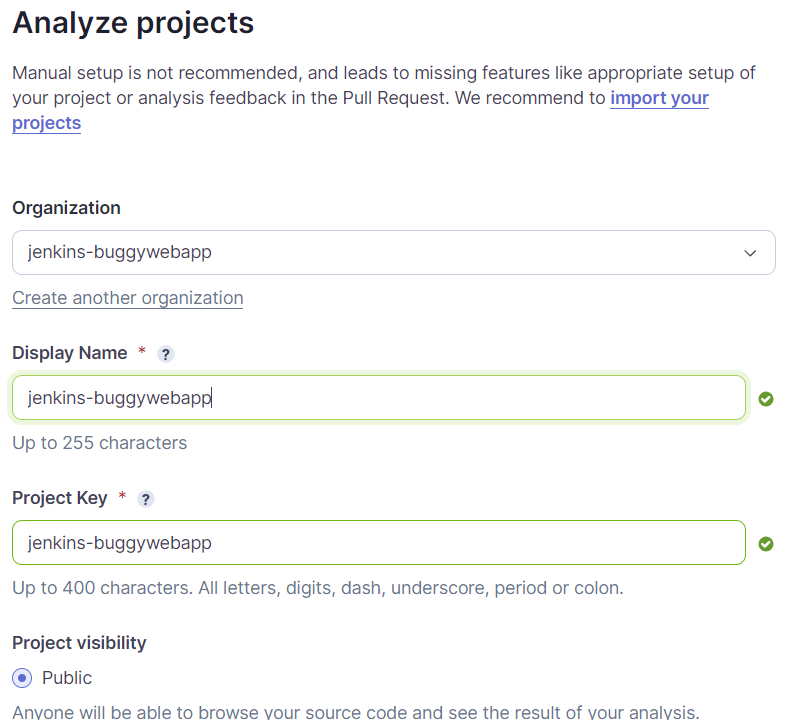 Analyze projects
Manual setup is not recommended, and leads to missing features like appropriate setup of
your project or analysis feedback in the Pull Request. We recommend to import your
projects
Organization
jenkins-buggywebapp
Create another organization
Display Name * ?
jenkins-buggywebapp
Up to 255 characters
Project Key * ?
jenkins-buggywebapp
Up to 400 characters. All letters, digits, dash, underscore, period or colon.
Project visibility
Public
Anyone will be able to browse your source code and see the result of your analysis.